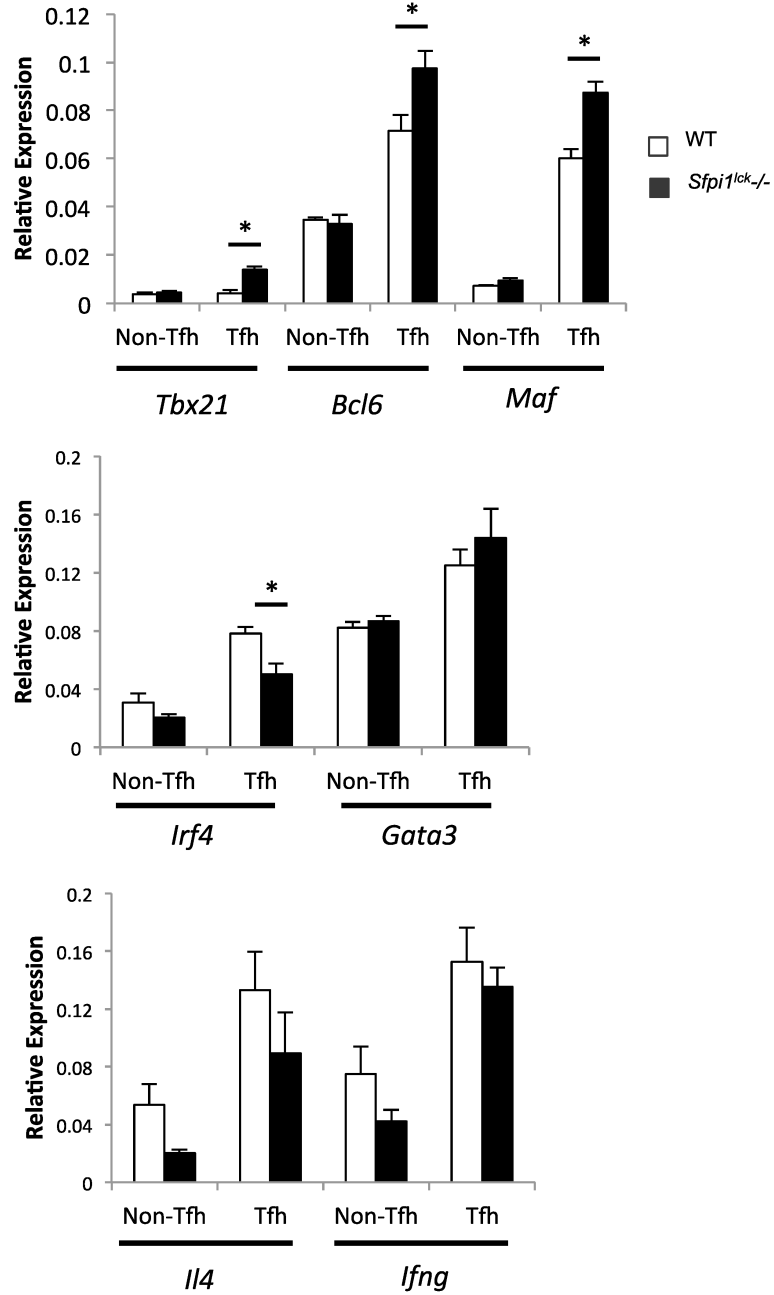 *
0.12
*
0.1
WT
0.08
Relative Expression
0.06
Sfpi1lck-/-
0.04
*
0.02
0
Non-Tfh Tfh Non-Tfh Tfh Non-Tfh Tfh
Tbx21 Bcl6 Maf
0.2
0.16
Relative Expression
0.12
*
0.08
0.04
0
Non-Tfh Tfh Non-Tfh Tfh
Irf4 Gata3
0.2
0.16
Relative Expression
0.12
0.08
0.04
0
Non-Tfh Tfh Non-Tfh Tfh
Il4 Ifng